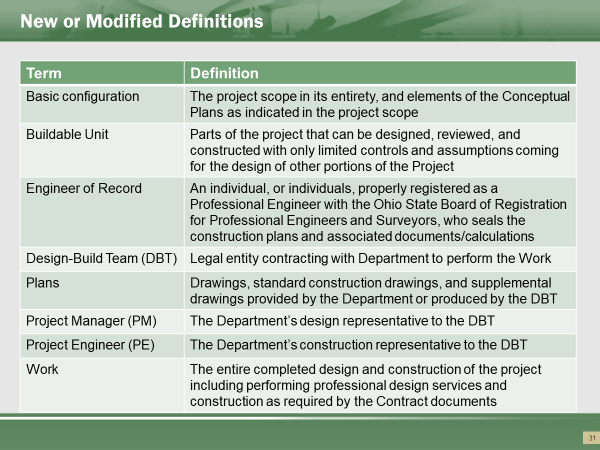 New or Modified Definitions
Term Definition
Basic configuration The project scope in its entirety, and elements of the Conceptual
Plans as indicated in the project scope
Buildable Unit Parts of the project that can be designed, reviewed, and
constructed with only limited controls and assumptions coming
for the design of other portions of the Project
Engineer of Record An individual, or individuals, properly registered as a
Professional Engineer with the Ohio State Board of Registration
for Professional Engineers and Surveyors, who seals the
construction plans and associated documents/calculations
Design-Build Team (DBT) Legal entity contracting with Department to perform the Work
Plans Drawings, standard construction drawings, and supplemental
drawings provided by the Department or produced by the DBT
Project Manager (PM) The Department's design representative to the DBT
Project Engineer (PE) The Department's construction representative to the DBT
Work The entire completed design and construction of the project
including performing professional design services and
construction as required by the Contract documents
31